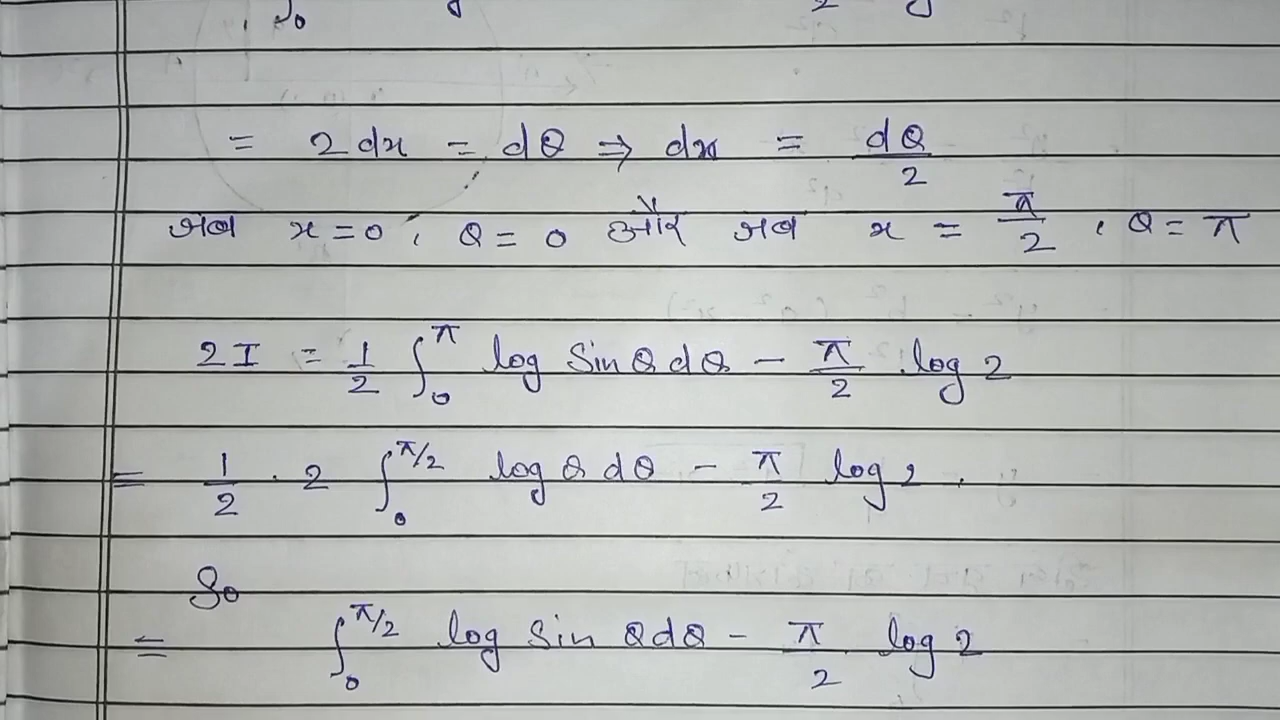 = 2 dx = dθ ⇒ dx = dθ/2
जब x = 0, θ = 0 और जब x = π/2, θ = π
2I = 1/2 ∫₀^π log Sin θ dθ − π/2 . log 2
= 1/2 . 2 ∫₀^π/2 log θ dθ − π/2 log 2 .
So
= ∫₀^π/2 log Sin θ dθ − π/2 log 2